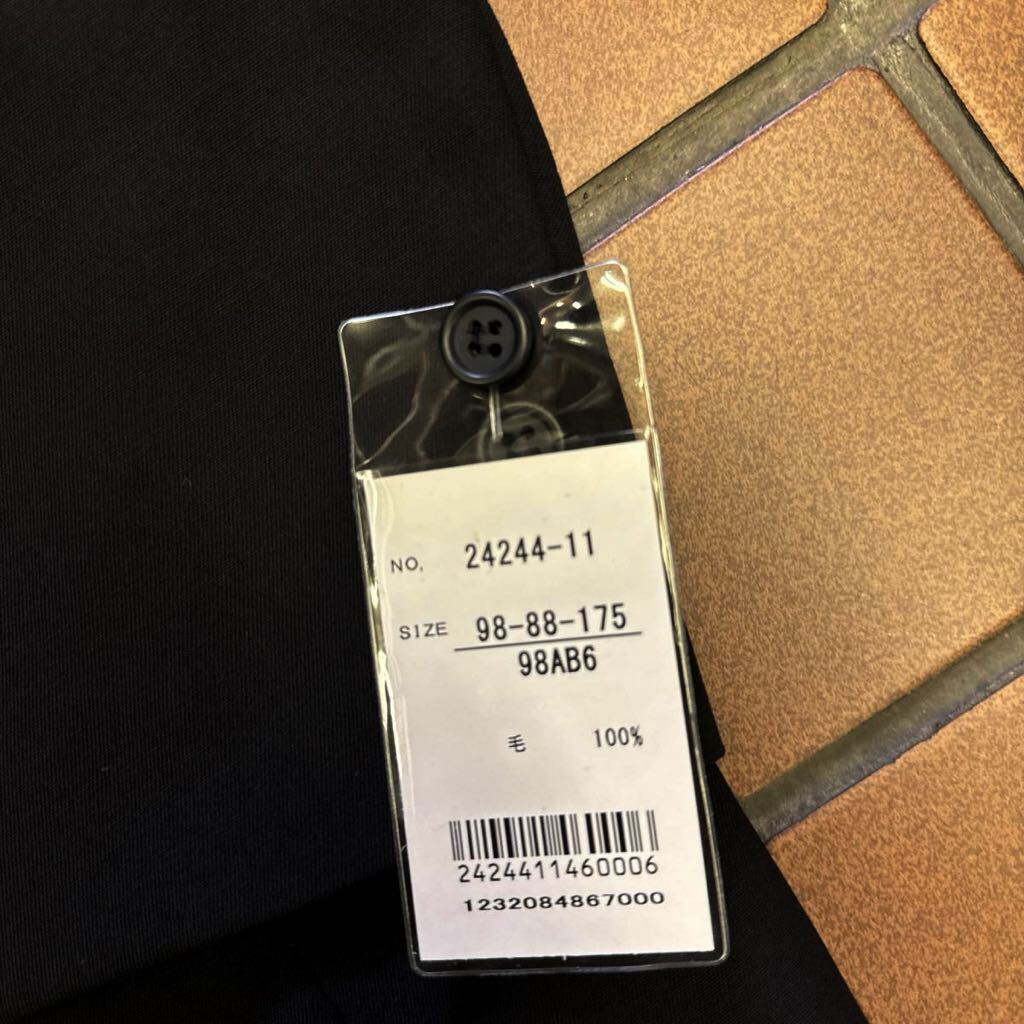 NO, 24244-11
SIZE 98-88-175
98AB6
毛 100%
2424411460006
1232084867000